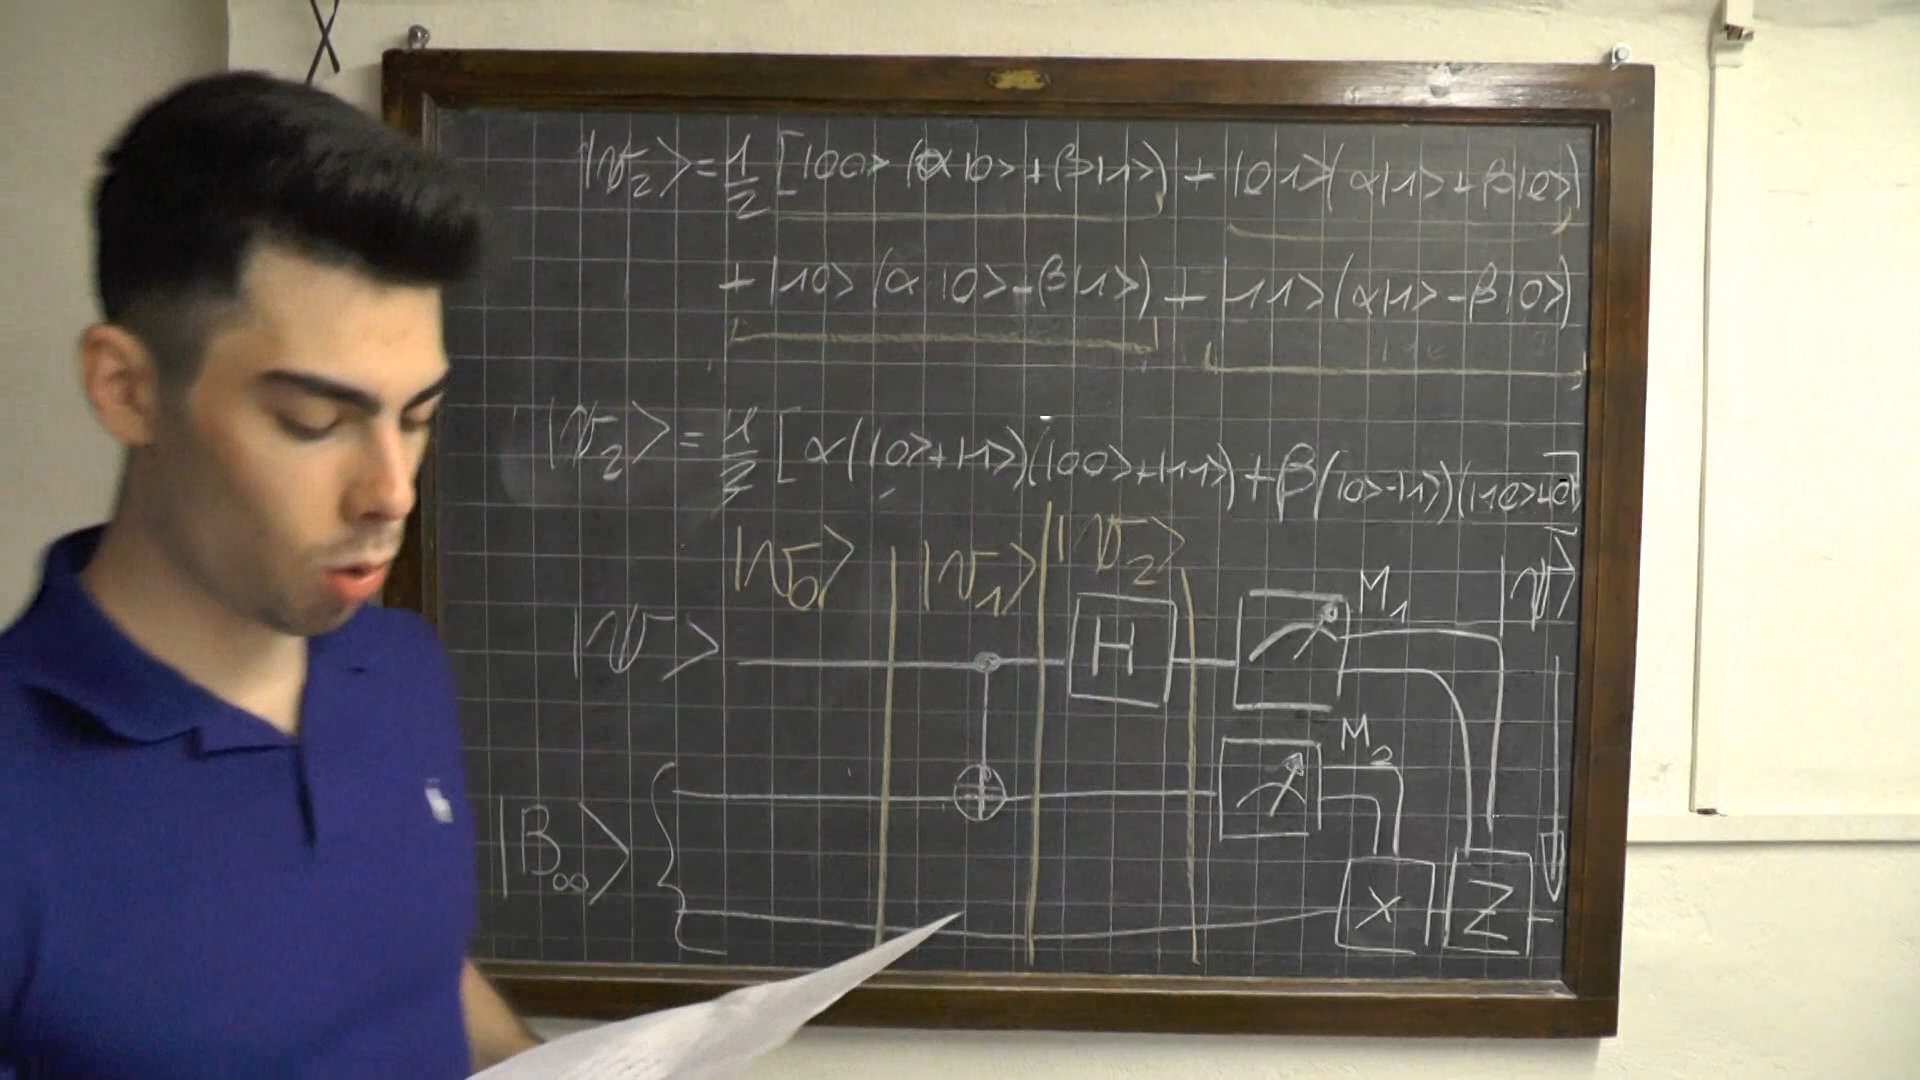 |ψ₂⟩ = 1/2 [|00⟩ (α|0⟩ + β|1⟩) + |01⟩(α|1⟩ + β|0⟩)
+ |10⟩ (α|0⟩ - β|1⟩) + |11⟩(α|1⟩ - β|0⟩)
|ψ₂⟩ = 1/2 [α(|0⟩+|1⟩)(|00⟩+|11⟩) + β(|0⟩-|1⟩)(|10⟩+
|ψ₀⟩ |ψ₁⟩ |ψ₂⟩
|ψ⟩ H M₁ |ψ⟩
M₂
|B₀₀⟩ X Z